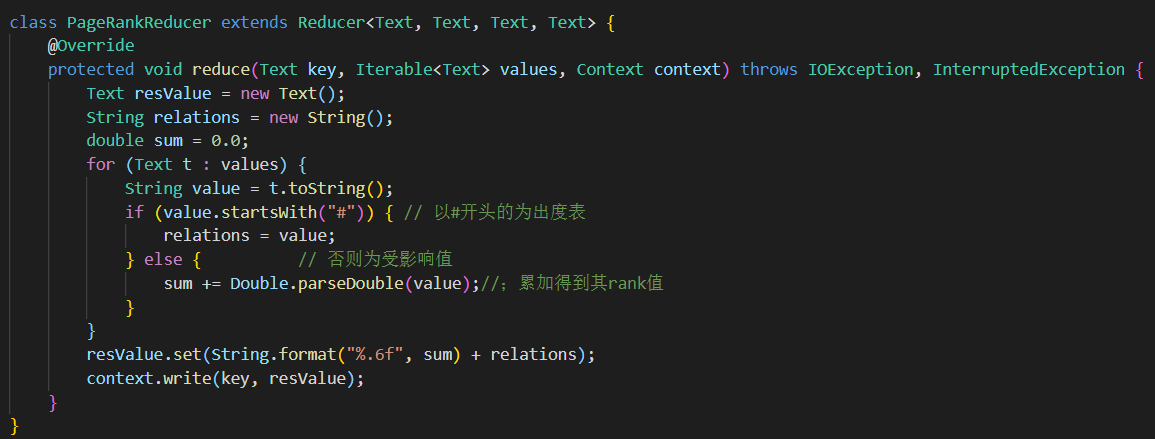 class PageRankReducer extends Reducer<Text, Text, Text, Text> {
    @Override
    protected void reduce(Text key, Iterable<Text> values, Context context) throws IOException, InterruptedException {
        Text resValue = new Text();
        String relations = new String();
        double sum = 0.0;
        for (Text t : values) {
            String value = t.toString();
            if (value.startsWith("#")) { // 以#开头的为出度表
                relations = value;
            } else {          // 否则为受影响值
                sum += Double.parseDouble(value);//; 累加得到其rank值
            }
        }
        resValue.set(String.format("%.6f", sum) + relations);
        context.write(key, resValue);
    }
}